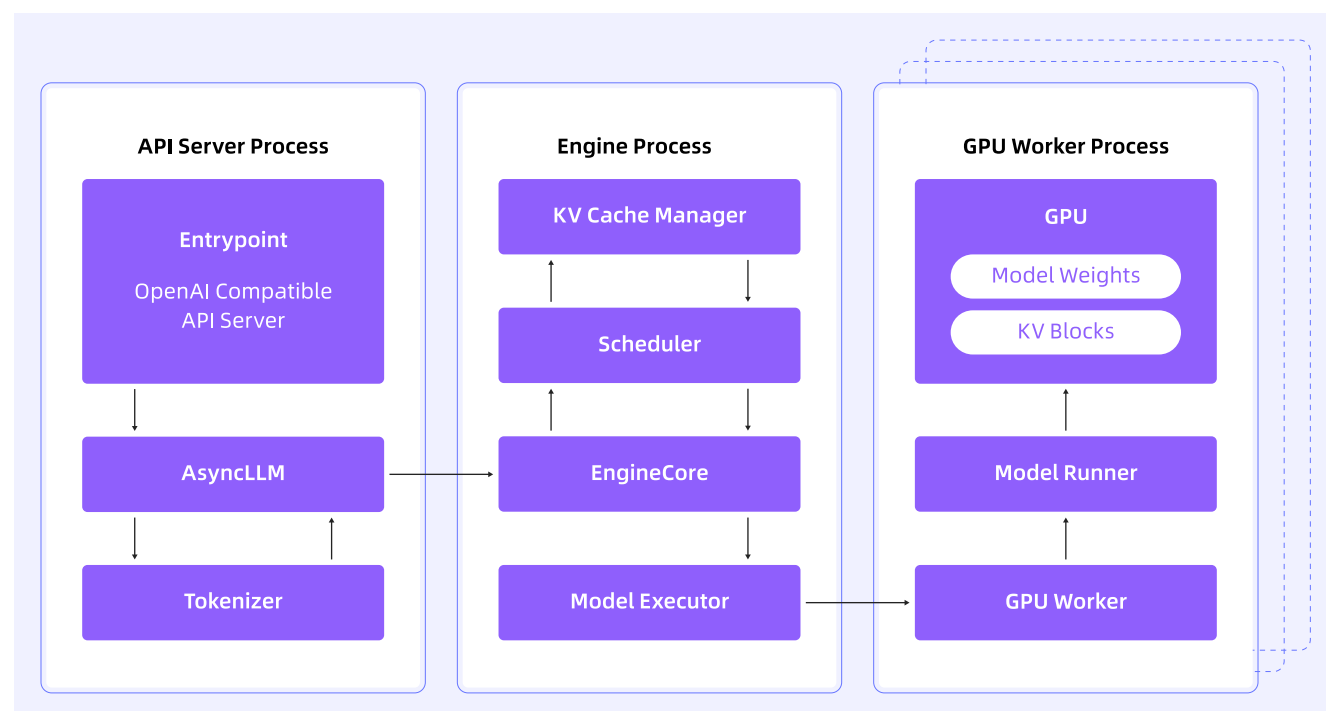 API Server Process
Entrypoint
OpenAI Compatible
API Server
AsyncLLM
Tokenizer
Engine Process
KV Cache Manager
Scheduler
EngineCore
Model Executor
GPU Worker Process
GPU
Model Weights
KV Blocks
Model Runner
GPU Worker